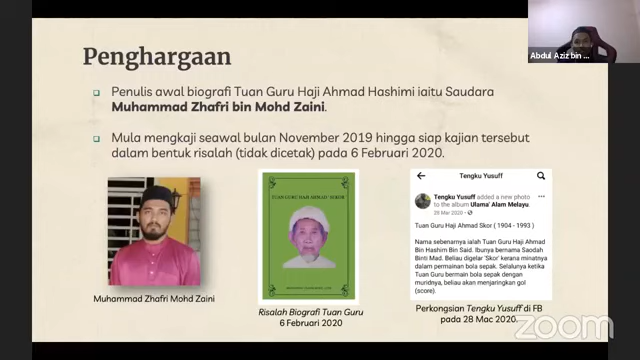 Penghargaan
Penulis awal biografi Tuan Guru Haji Ahmad Hashimi iaitu Saudara
Muhammad Zhafri bin Mohd Zaini.
Mula mengkaji seawal bulan November 2019 hingga siap kajian tersebut
dalam bentuk risalah (tidak dicetak) pada 6 Februari 2020.
Muhammad Zhafri Mohd Zaini
TUAN GURU HAJI AHMAD
Risalah Biografi Tuan Guru
6 Februari 2020
Tengku Yusuff
Tengku Yusuff added a new photo
to the album Ulama' Alam Melayu
28 Mar 2020
Tuan Guru Haji Ahmad Skor ( 1904 - 1993 )
Nama sebenarnya ialah Tuan Guru Haji Ahmad
Bin Hashim Bin Said. Ibunya bernama Saodah
Binti Mad. Beliau digelar 'Skor' kerana minatnya
dalam permainan bola sepak. Selalunya ketika
Tuan Guru bermain bola sepak dengan
muridnya, beliau akan menjaringkan gol
(score).
Perkongsian Tengku Yusuff di FB
pada 28 Mac 2020.
Abdul Aziz bin ...
zoom